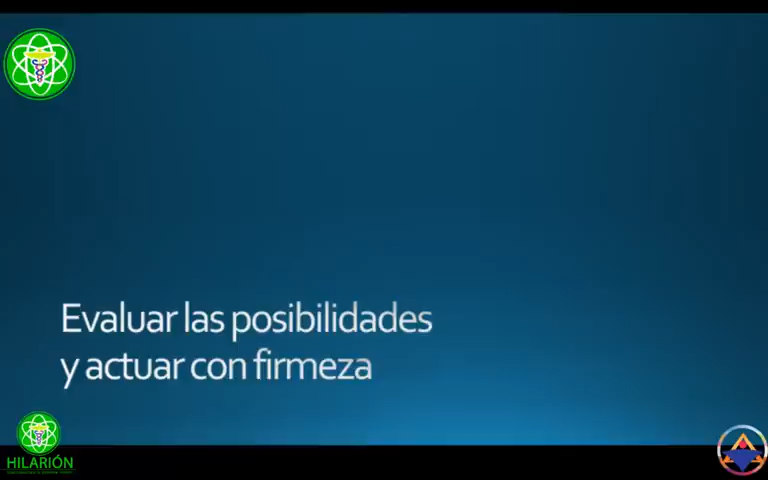 Evaluar las posibilidades
y actuar con firmeza
HILARIÓN